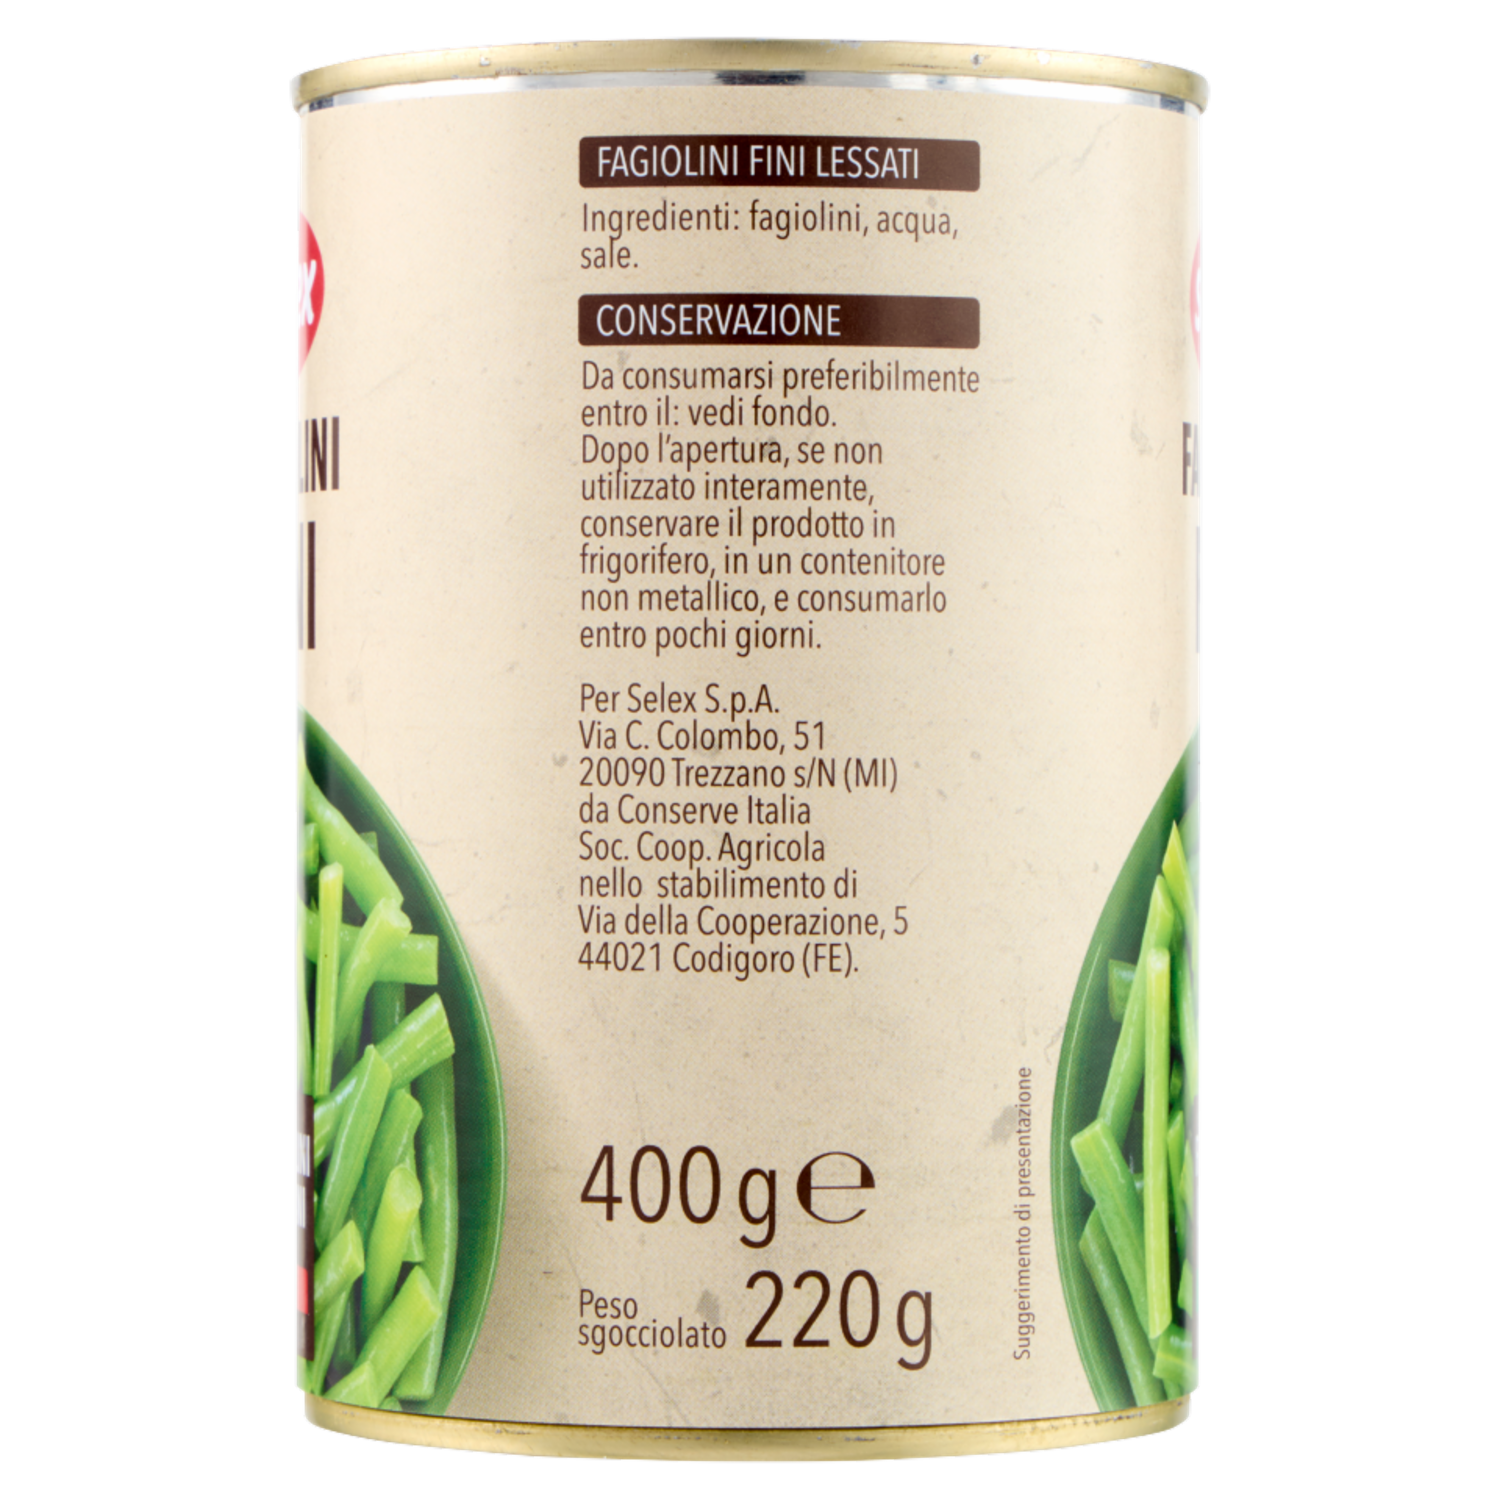 FAGIOLINI FINI LESSATI
Ingredienti: fagiolini, acqua,
sale.
CONSERVAZIONE
Da consumarsi preferibilmente
entro il: vedi fondo.
Dopo l'apertura, se non
utilizzato interamente,
conservare il prodotto in
frigorifero, in un contenitore
non metallico, e consumarlo
entro pochi giorni.
Per Selex S.p.A.
Via C. Colombo, 51
20090 Trezzano s/N (MI)
da Conserve Italia
Soc. Coop. Agricola
nello stabilimento di
Via della Cooperazione, 5
44021 Codigoro (FE).
400 g e
Peso
sgocciolato 220 g
Suggerimento di presentazione